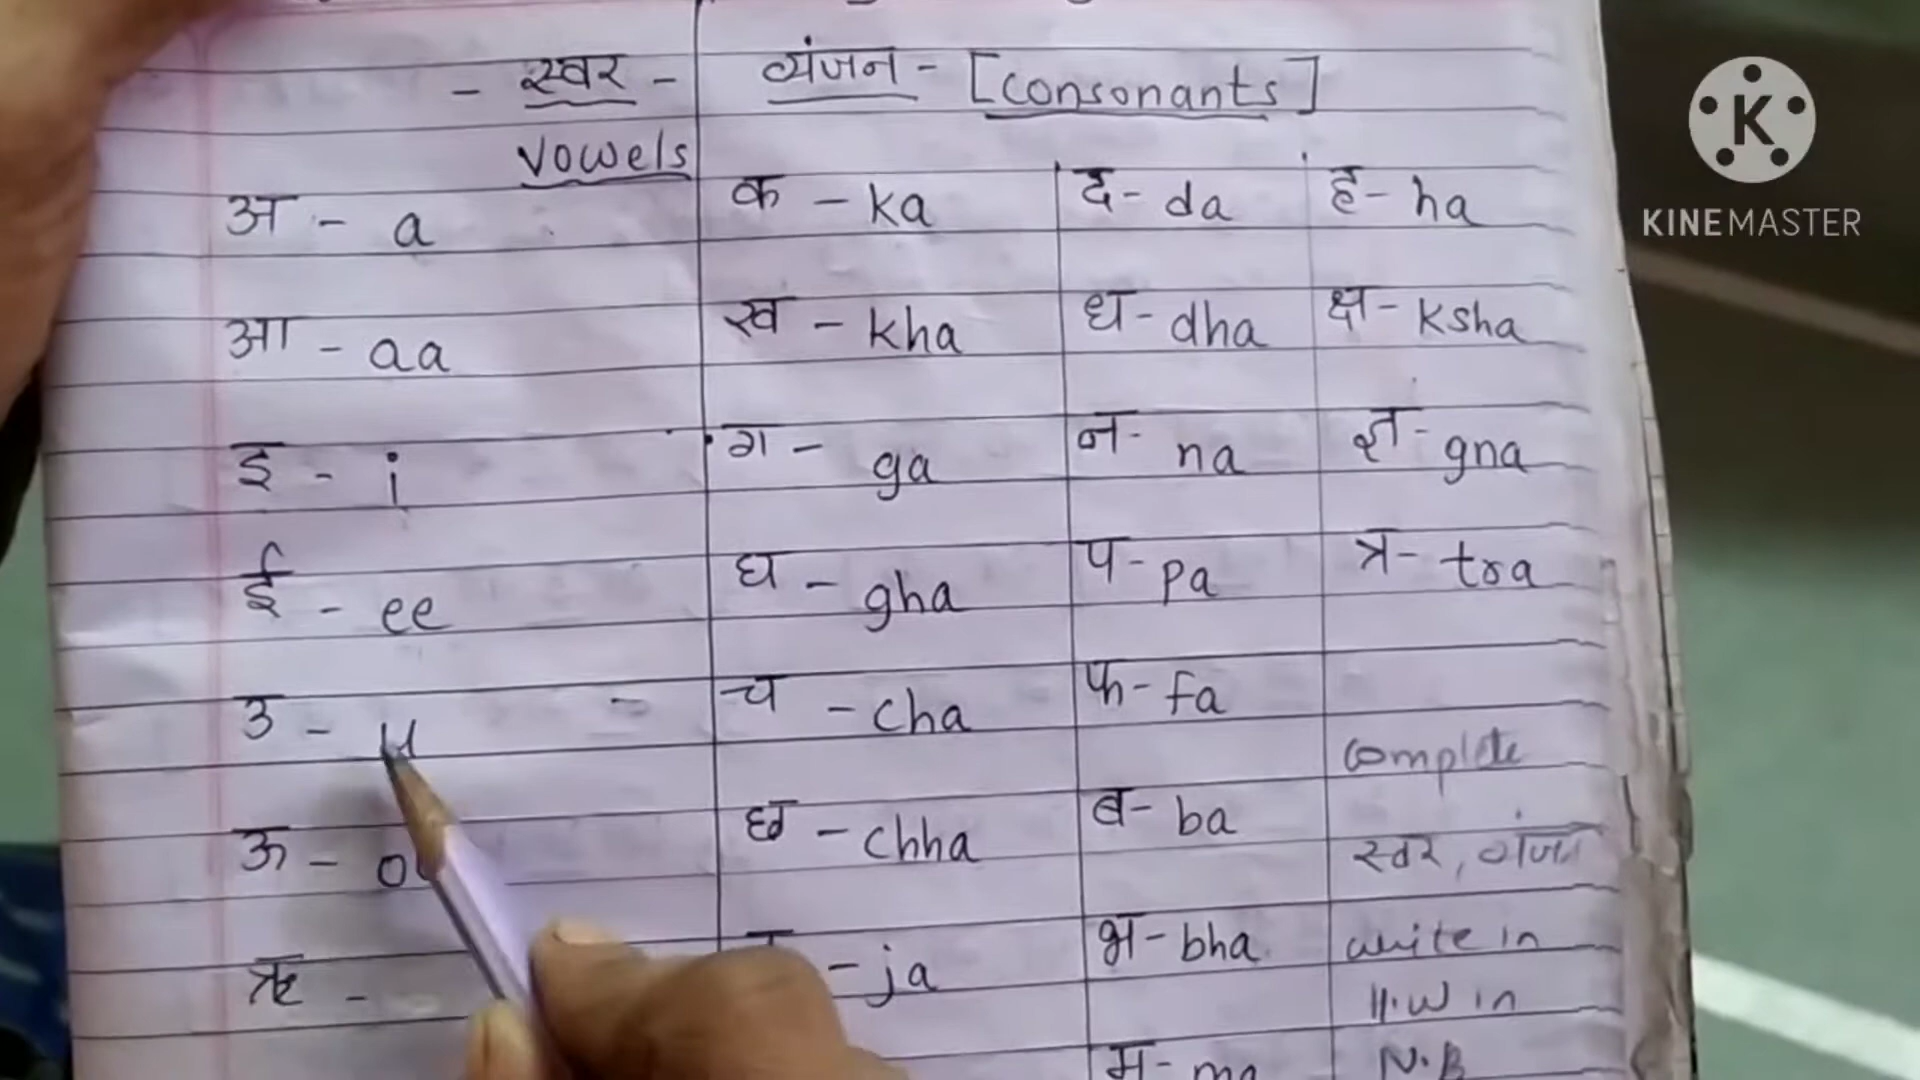 - स्वर - व्यंजन - [consonants]
vowels
अ - a क - ka द - da ह - ha
आ - aa ख - kha ध - dha क्ष - ksha
इ - i ग - ga न - na ज्ञ - gna
ई - ee घ - gha प - pa त्र - tra
उ - u च - cha फ - fa
complete
ऊ - छ - chha ब - ba
स्वर, व्यंजन
ऋ - - ja भ - bha write in
H.W in
म - ma N.B
K
KINEMASTER